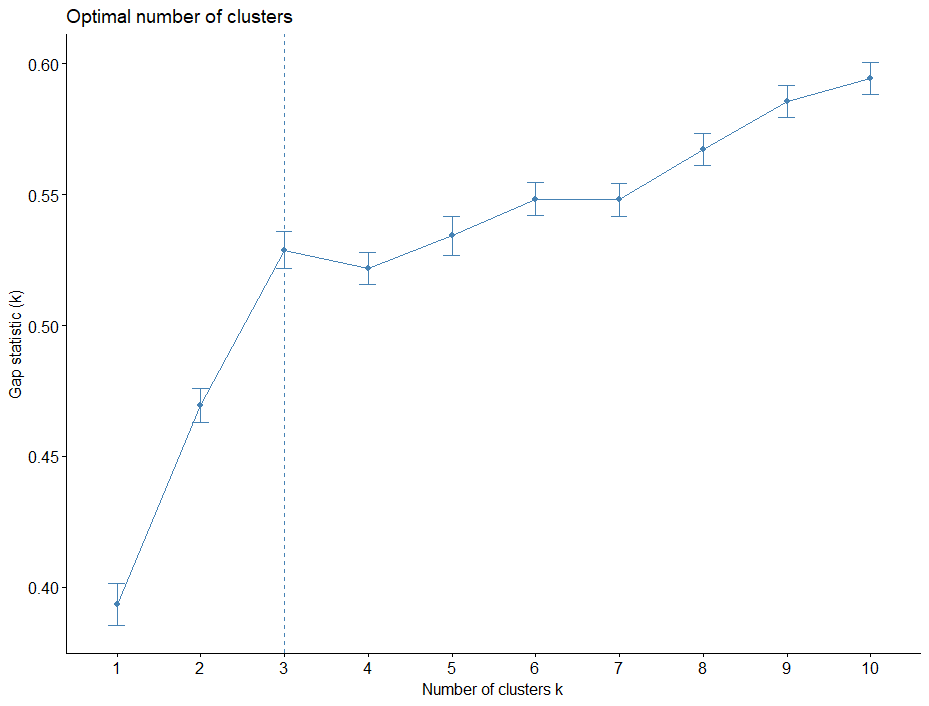 Optimal number of clusters
0.60
0.55
0.50
0.45
0.40
Gap statistic (k)
1 2 3 4 5 6 7 8 9 10
Number of clusters k